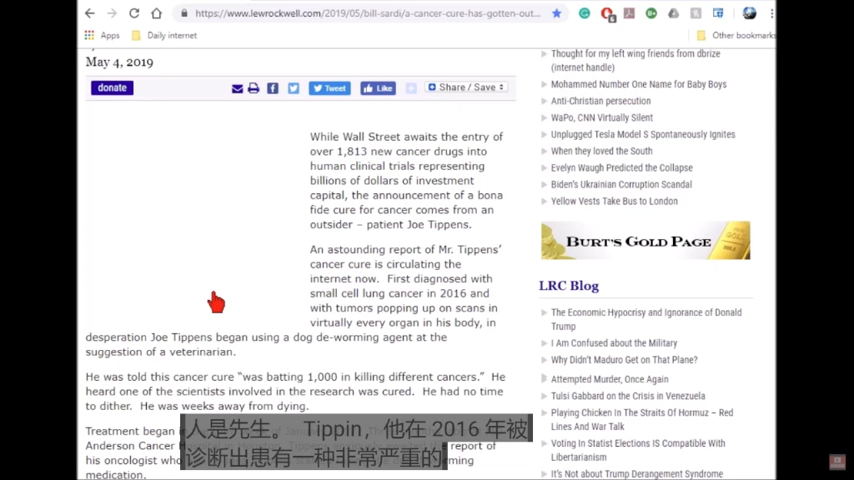 https://www.lewrockwell.com/2019/05/bill-sardi/a-cancer-cure-has-gotten-out...
Apps
Daily internet
Other bookmarks
May 4, 2019
donate
Tweet
Like
Share / Save
While Wall Street awaits the entry of
over 1,813 new cancer drugs into
human clinical trials representing
billions of dollars of investment
capital, the announcement of a bona
fide cure for cancer comes from an
outsider – patient Joe Tippens.
An astounding report of Mr. Tippens'
cancer cure is circulating the
internet now. First diagnosed with
small cell lung cancer in 2016 and
with tumors popping up on scans in
virtually every organ in his body, in
desperation Joe Tippens began using a dog de-worming agent at the
suggestion of a veterinarian.
He was told this cancer cure “was batting 1,000 in killing different cancers.” He
heard one of the scientists involved in the research was cured. He had no time
to dither. He was weeks away from dying.
Treatment began
Anderson Cancer
report of
his oncologist
medication.
Thought for my left wing friends from dbrize
(internet handle)
Mohammed Number One Name for Baby Boys
Anti-Christian persecution
WaPo, CNN Virtually Silent
Unplugged Tesla Model S Spontaneously Ignites
When they loved the South
Evelyn Waugh Predicted the Collapse
Biden's Ukrainian Corruption Scandal
Yellow Vests Take Bus to London
BURT'S GOLD PAGE
LRC Blog
The Economic Hypocrisy and Ignorance of Donald
Trump
I Am Confused about the Military
Why Didn't Maduro Get on That Plane?
Attempted Murder, Once Again
Tulsi Gabbard on the Crisis in Venezuela
Playing Chicken In The Straits Of Hormuz – Red
Lines And War Talk
Voting In Statist Elections IS Compatible With
Libertarianism
It's Not about Trump Derangement Syndrome
人是先生。 Tippin，他在 2016 年被
诊断出患有一种非常严重的